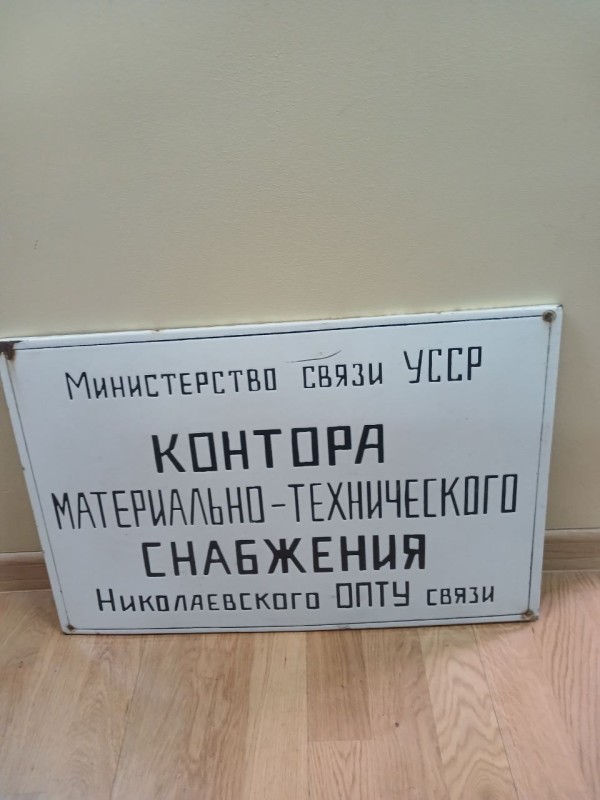 Министерство связи УССР
КОНТОРА
МАТЕРИАЛЬНО-ТЕХНИЧЕСКОГО
СНАБЖЕНИЯ
Николаевского ОПТУ связи